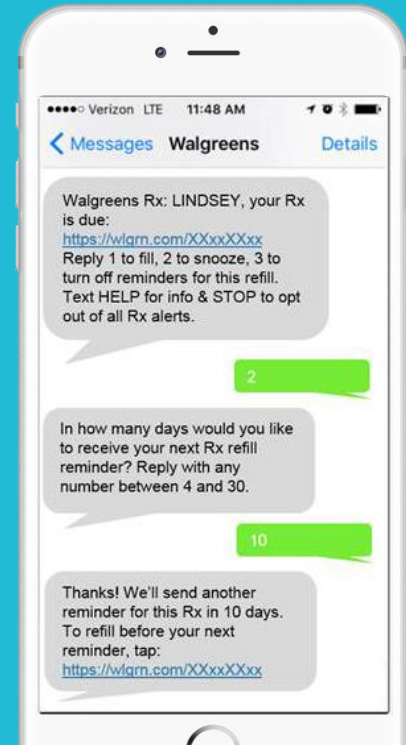 Verizon LTE 11:48 AM
Messages Walgreens Details
Walgreens Rx: LINDSEY, your Rx
is due:
https://wlgrn.com/XXxxXXxx
Reply 1 to fill, 2 to snooze, 3 to
turn off reminders for this refill.
Text HELP for info & STOP to opt
out of all Rx alerts.
2
In how many days would you like
to receive your next Rx refill
reminder? Reply with any
number between 4 and 30.
10
Thanks! We'll send another
reminder for this Rx in 10 days.
To refill before your next
reminder, tap:
https://wlgrn.com/XXxxXXxx